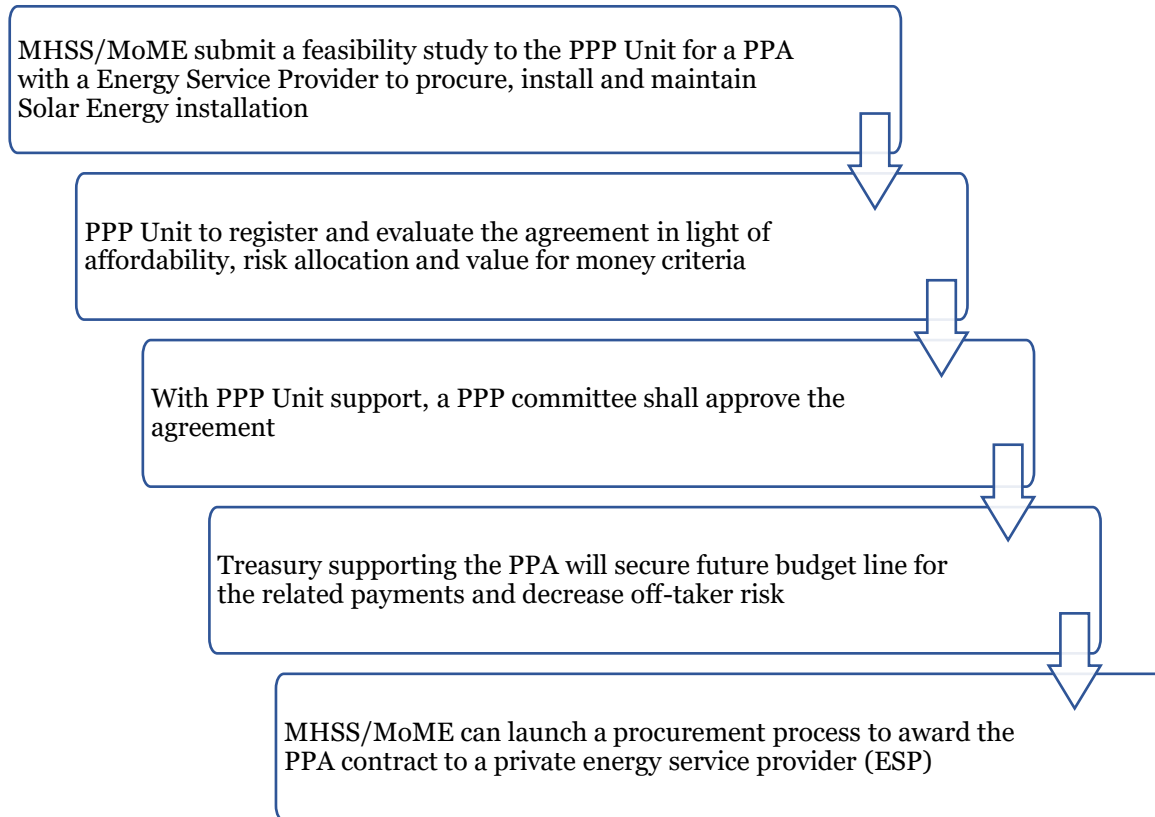 MHSS/MoME submit a feasibility study to the PPP Unit for a PPA
with a Energy Service Provider to procure, install and maintain
Solar Energy installation
PPP Unit to register and evaluate the agreement in light of
affordability, risk allocation and value for money criteria
With PPP Unit support, a PPP committee shall approve the
agreement
Treasury supporting the PPA will secure future budget line for
the related payments and decrease off-taker risk
MHSS/MoME can launch a procurement process to award the
PPA contract to a private energy service provider (ESP)